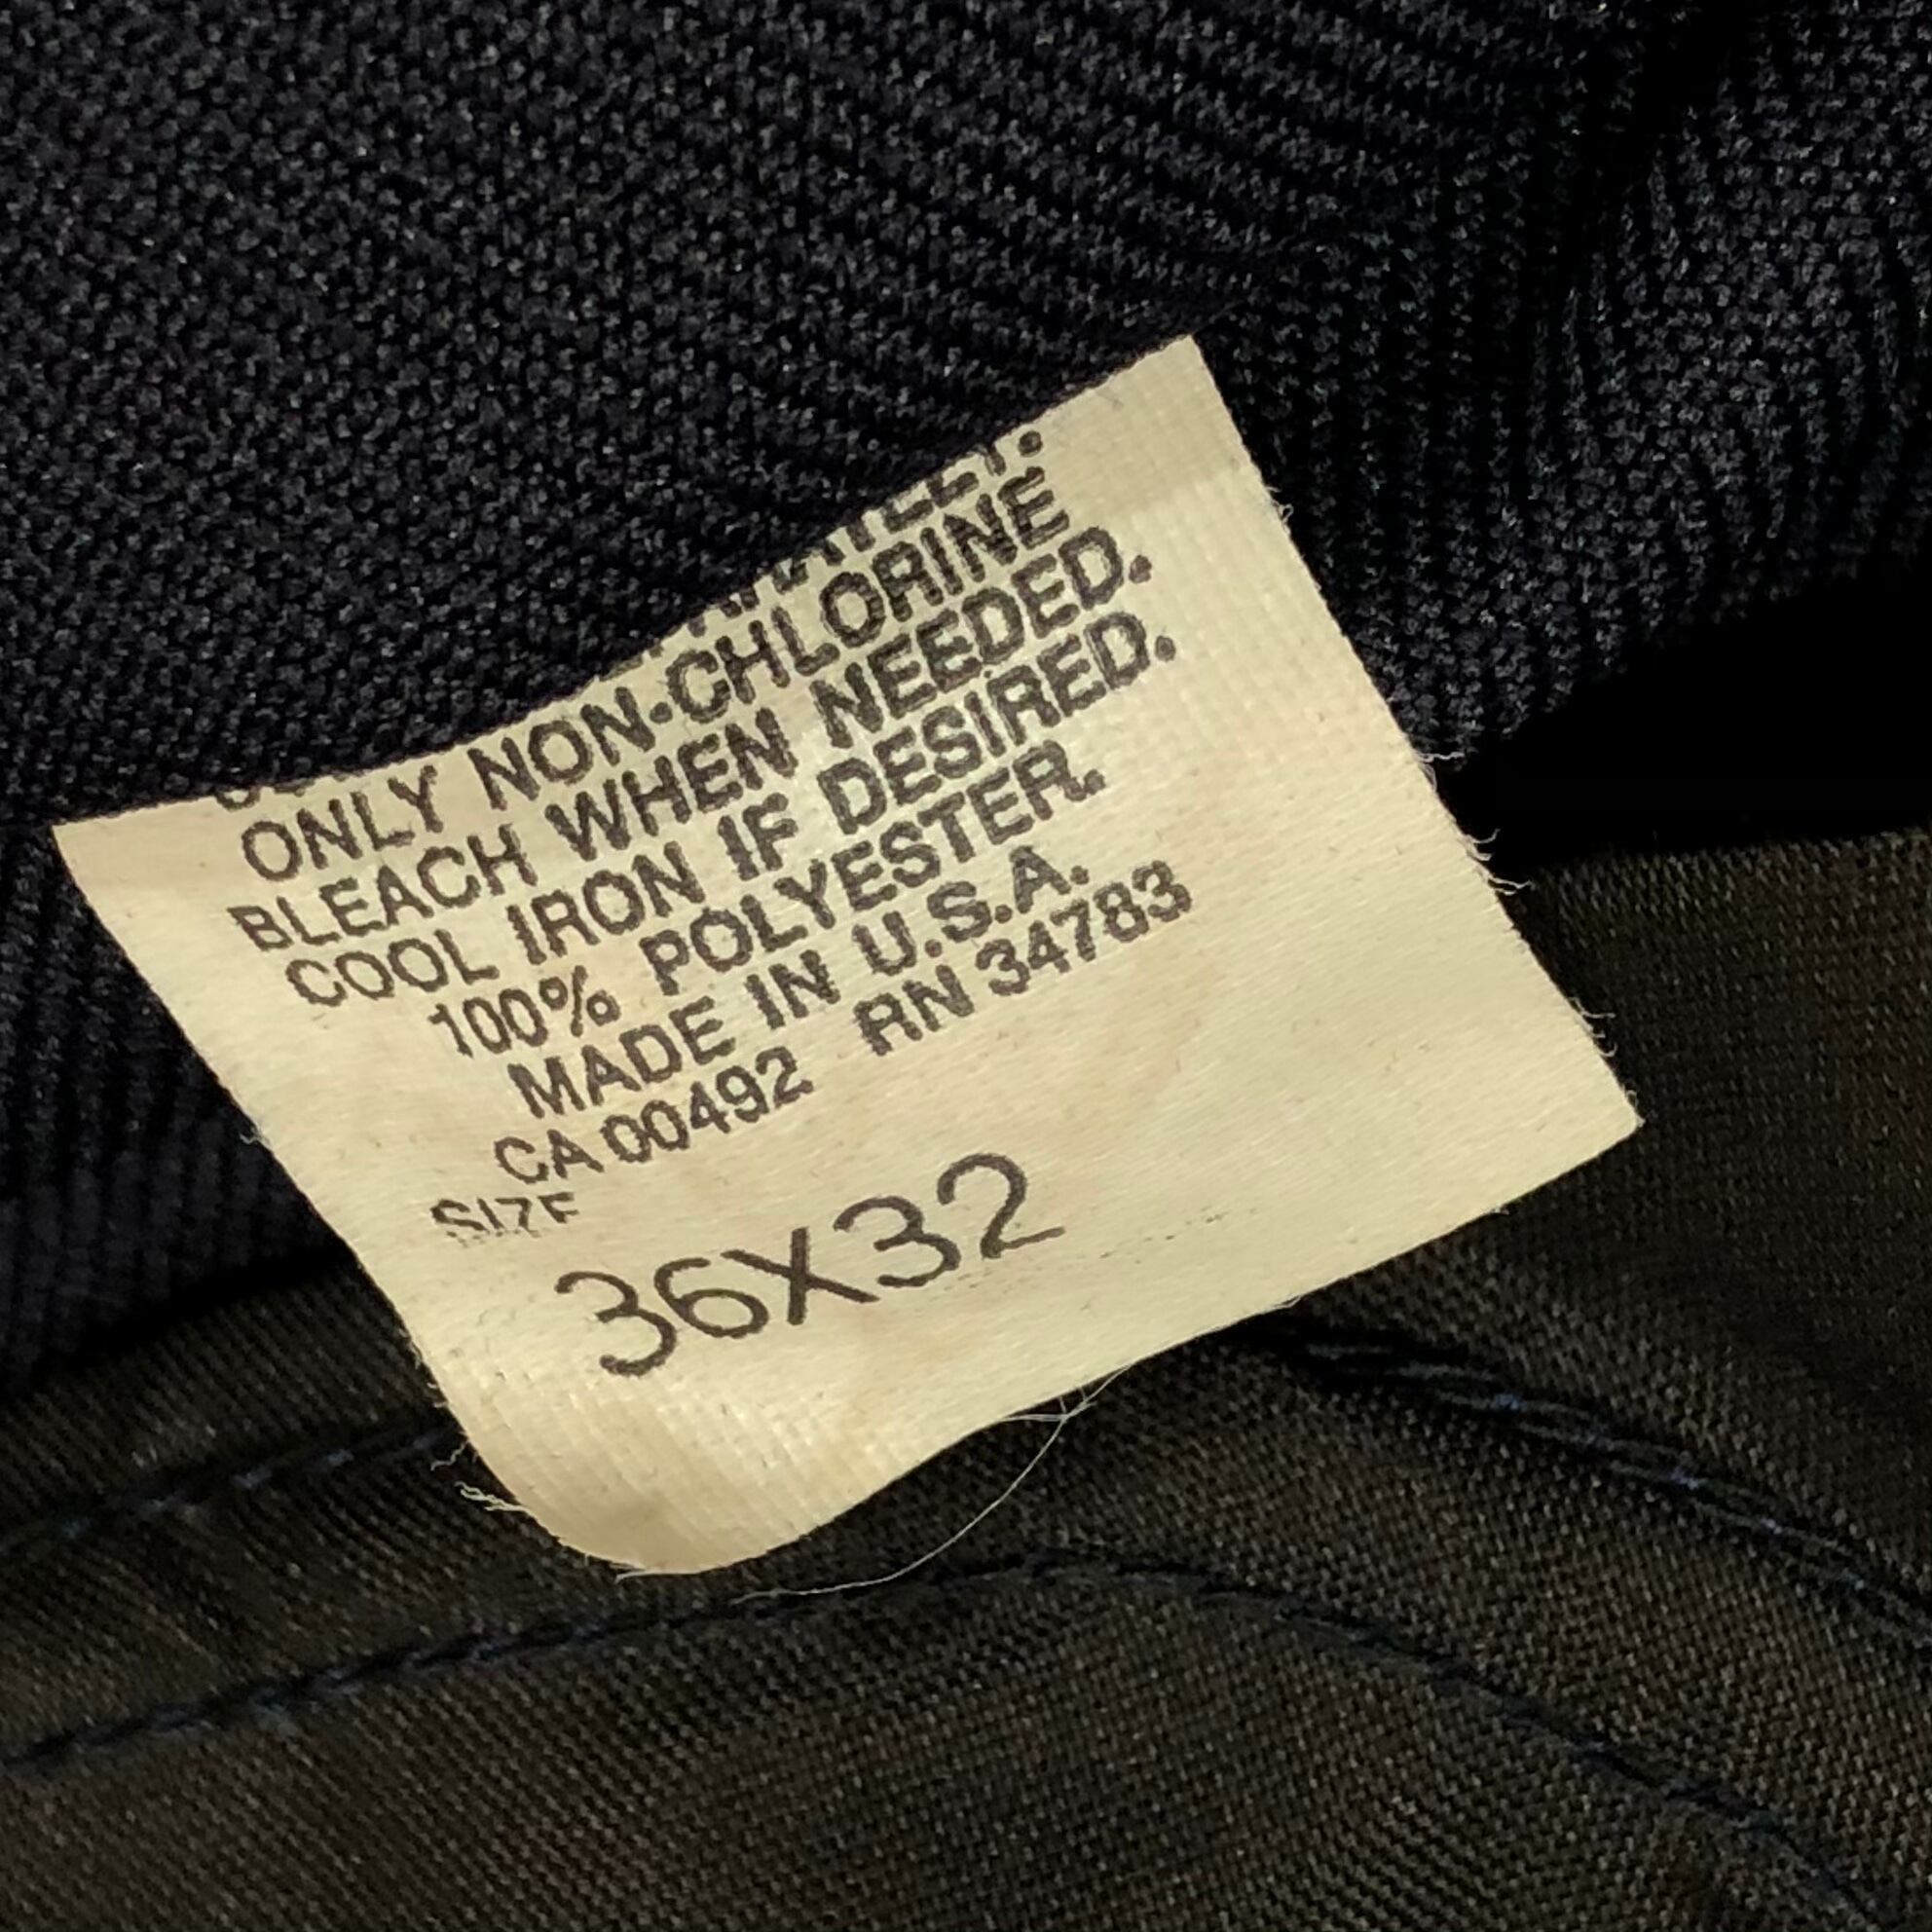 ONLY NON-CHLORINE
BLEACH WHEN NEEDED.
COOL IRON IF DESIRED.
100% POLYESTER.
MADE IN U.S.A.
CA 00492 RN 34783
SIZE
36X32